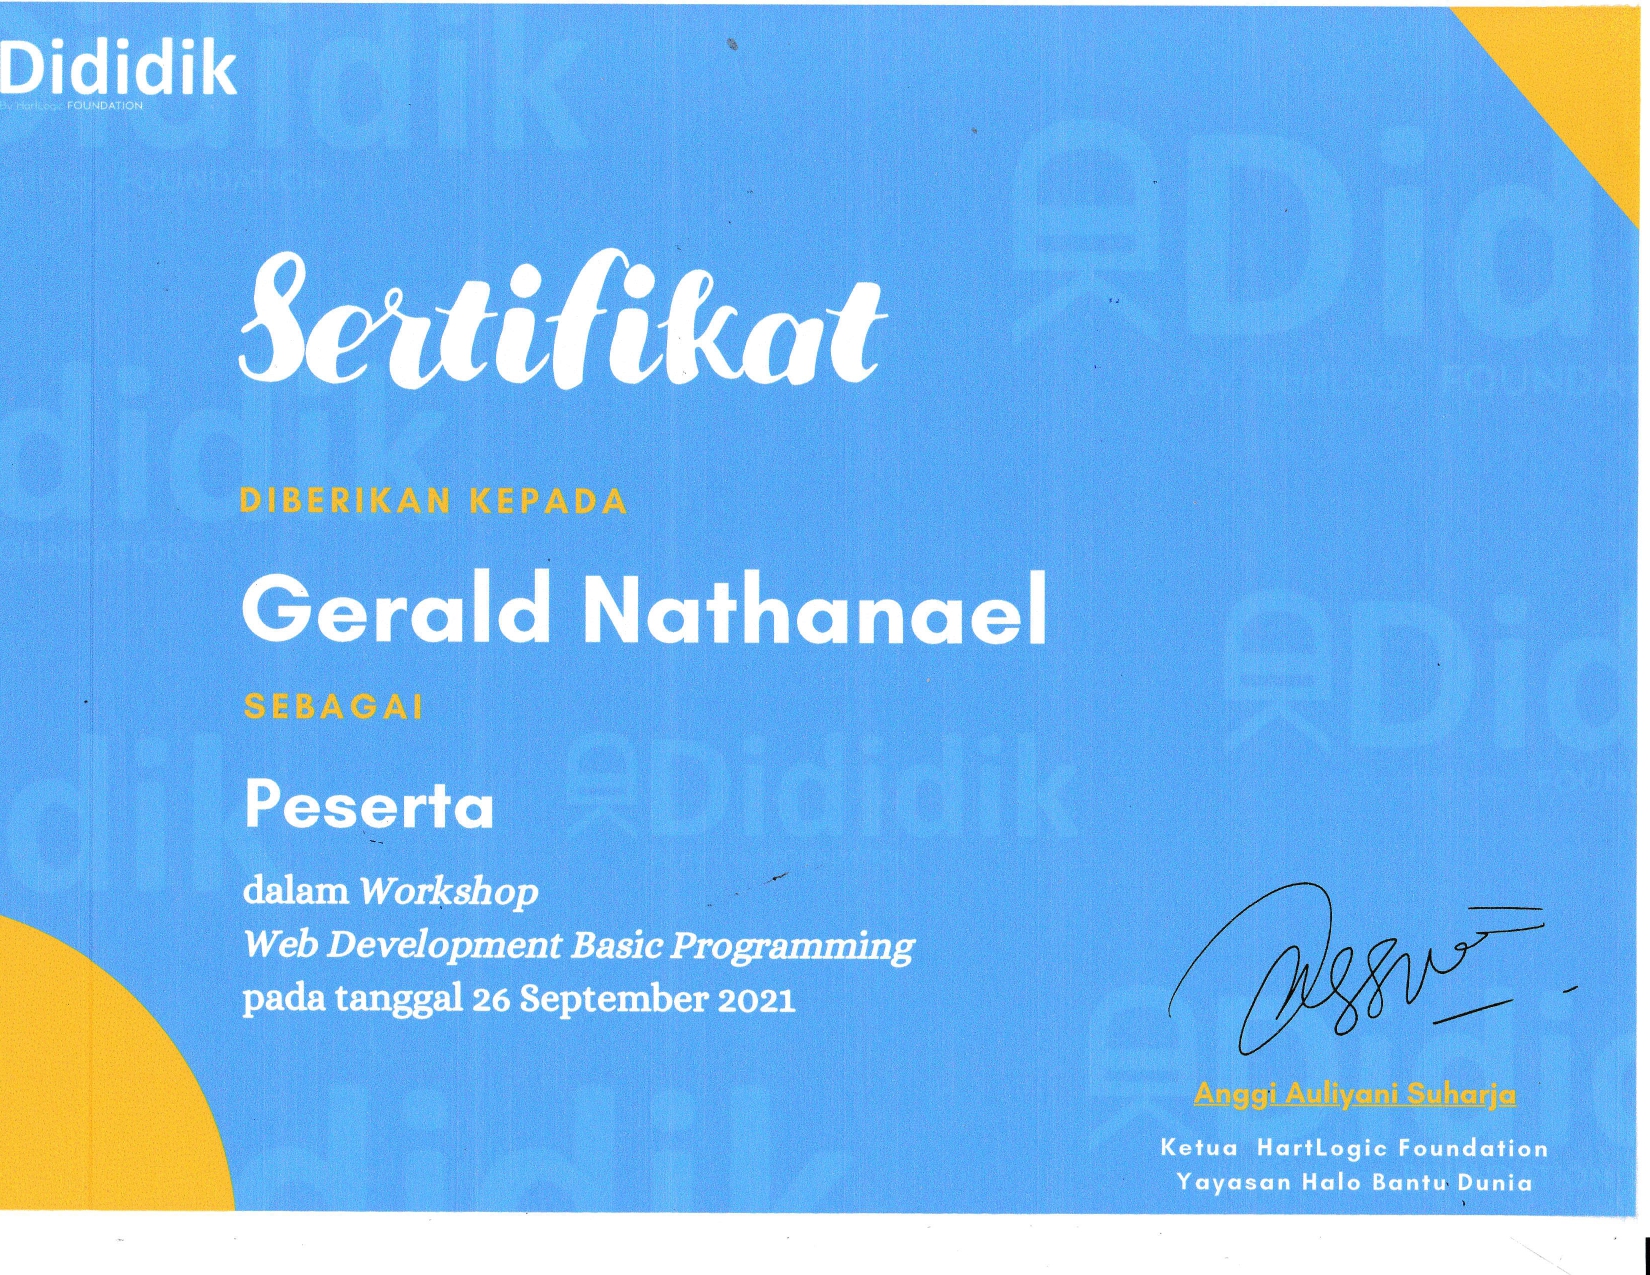 Dididik
By HartLogic FOUNDATION
Sertifikat
DIBERIKAN KEPADA
Gerald Nathanael
SEBAGAI
Peserta
dalam Workshop
Web Development Basic Programming
pada tanggal 26 September 2021
Anggi Auliyani Suharja
Ketua HartLogic Foundation
Yayasan Halo Bantu Dunia